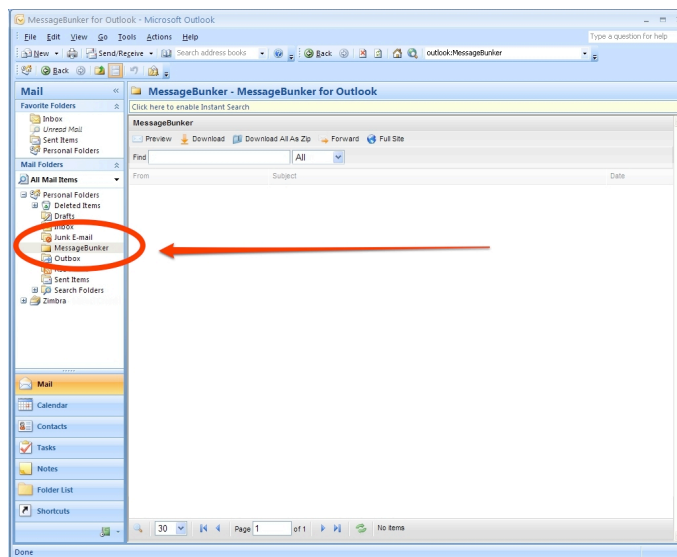 MessageBunker for Outlook - Microsoft Outlook
File Edit View Go Tools Actions Help
Type a question for help
New Send/Receive Search address books Back outlook:MessageBunker
Back
Mail «
MessageBunker - MessageBunker for Outlook
Favorite Folders
Click here to enable Instant Search
Inbox
Unread Mail
Sent Items
Personal Folders
MessageBunker
Preview Download Download All As Zip Forward Full Site
Find All
Mail Folders
All Mail Items
From Subject Date
Personal Folders
Deleted Items
Drafts
Inbox
Junk E-mail
MessageBunker
Outbox
Sent Items
Search Folders
Zimbra
Mail
Calendar
Contacts
Tasks
Notes
Folder List
Shortcuts
30 Page 1 of 1 No items
Done